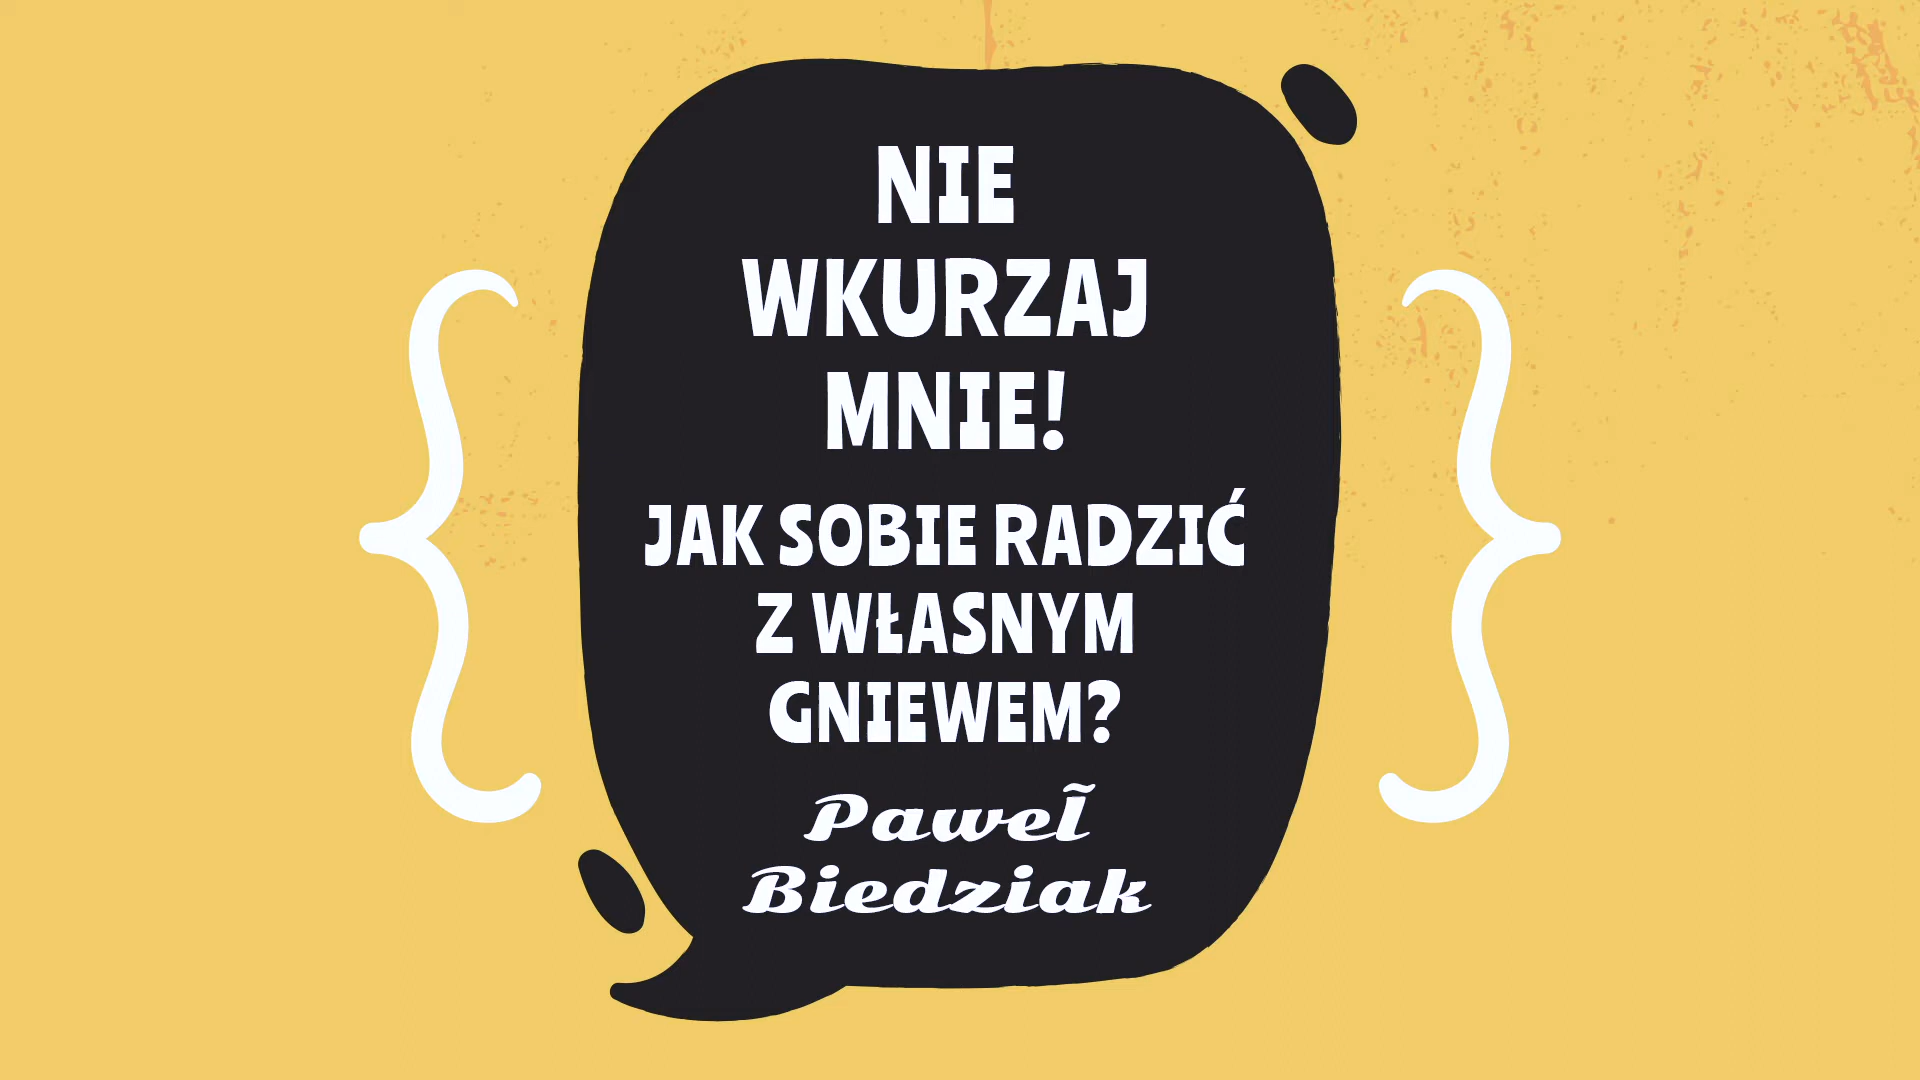 NIE
WKURZAJ
MNIE!
JAK SOBIE RADZIĆ
Z WŁASNYM
GNIEWEM?
Paweł
Biedziak